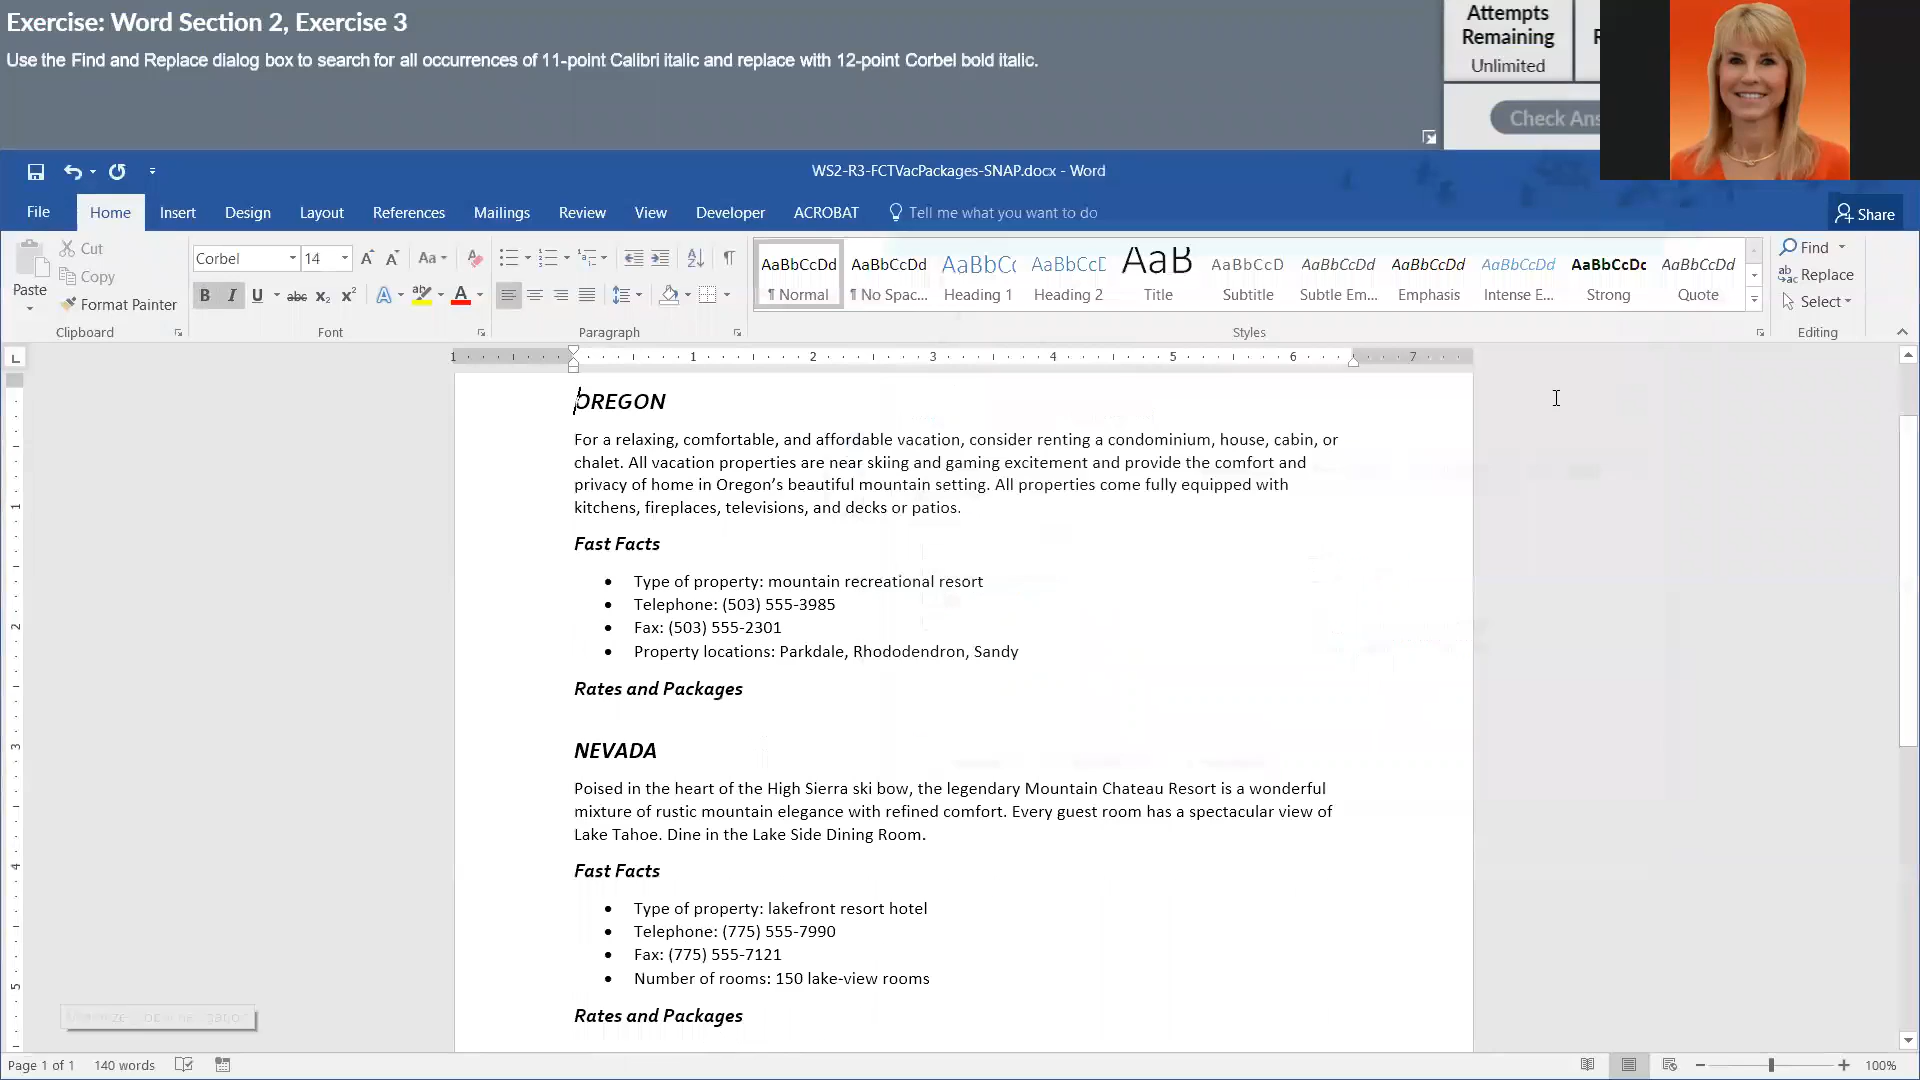 Exercise: Word Section 2, Exercise 3
Use the Find and Replace dialog box to search for all occurrences of 11-point Calibri italic and replace with 12-point Corbel bold italic.
Attempts
Remaining
Unlimited
Check Ans
WS2-R3-FCTVacPackages-SNAP.docx - Word
File Home Insert Design Layout References Mailings Review View Developer ACROBAT Tell me what you want to do Share
Paste
Cut
Copy
Format Painter
Clipboard
Corbel 14
Font
Paragraph
AaBbCcDd AaBbCcDd AaBbCc AaBbCcD AaB AaBbCcD AaBbCcDd AaBbCcDd AaBbCcDd AaBbCcDc AaBbCcDd
¶ Normal ¶ No Spac... Heading 1 Heading 2 Title Subtitle Subtle Em... Emphasis Intense E... Strong Quote
Styles
Find
Replace
Select
Editing
1 1 2 3 4 5 6 7
OREGON
For a relaxing, comfortable, and affordable vacation, consider renting a condominium, house, cabin, or
chalet. All vacation properties are near skiing and gaming excitement and provide the comfort and
privacy of home in Oregon’s beautiful mountain setting. All properties come fully equipped with
kitchens, fireplaces, televisions, and decks or patios.
Fast Facts
• Type of property: mountain recreational resort
• Telephone: (503) 555-3985
• Fax: (503) 555-2301
• Property locations: Parkdale, Rhododendron, Sandy
Rates and Packages
NEVADA
Poised in the heart of the High Sierra ski bow, the legendary Mountain Chateau Resort is a wonderful
mixture of rustic mountain elegance with refined comfort. Every guest room has a spectacular view of
Lake Tahoe. Dine in the Lake Side Dining Room.
Fast Facts
• Type of property: lakefront resort hotel
• Telephone: (775) 555-7990
• Fax: (775) 555-7121
• Number of rooms: 150 lake-view rooms
Rates and Packages
Page 1 of 1 140 words 100%